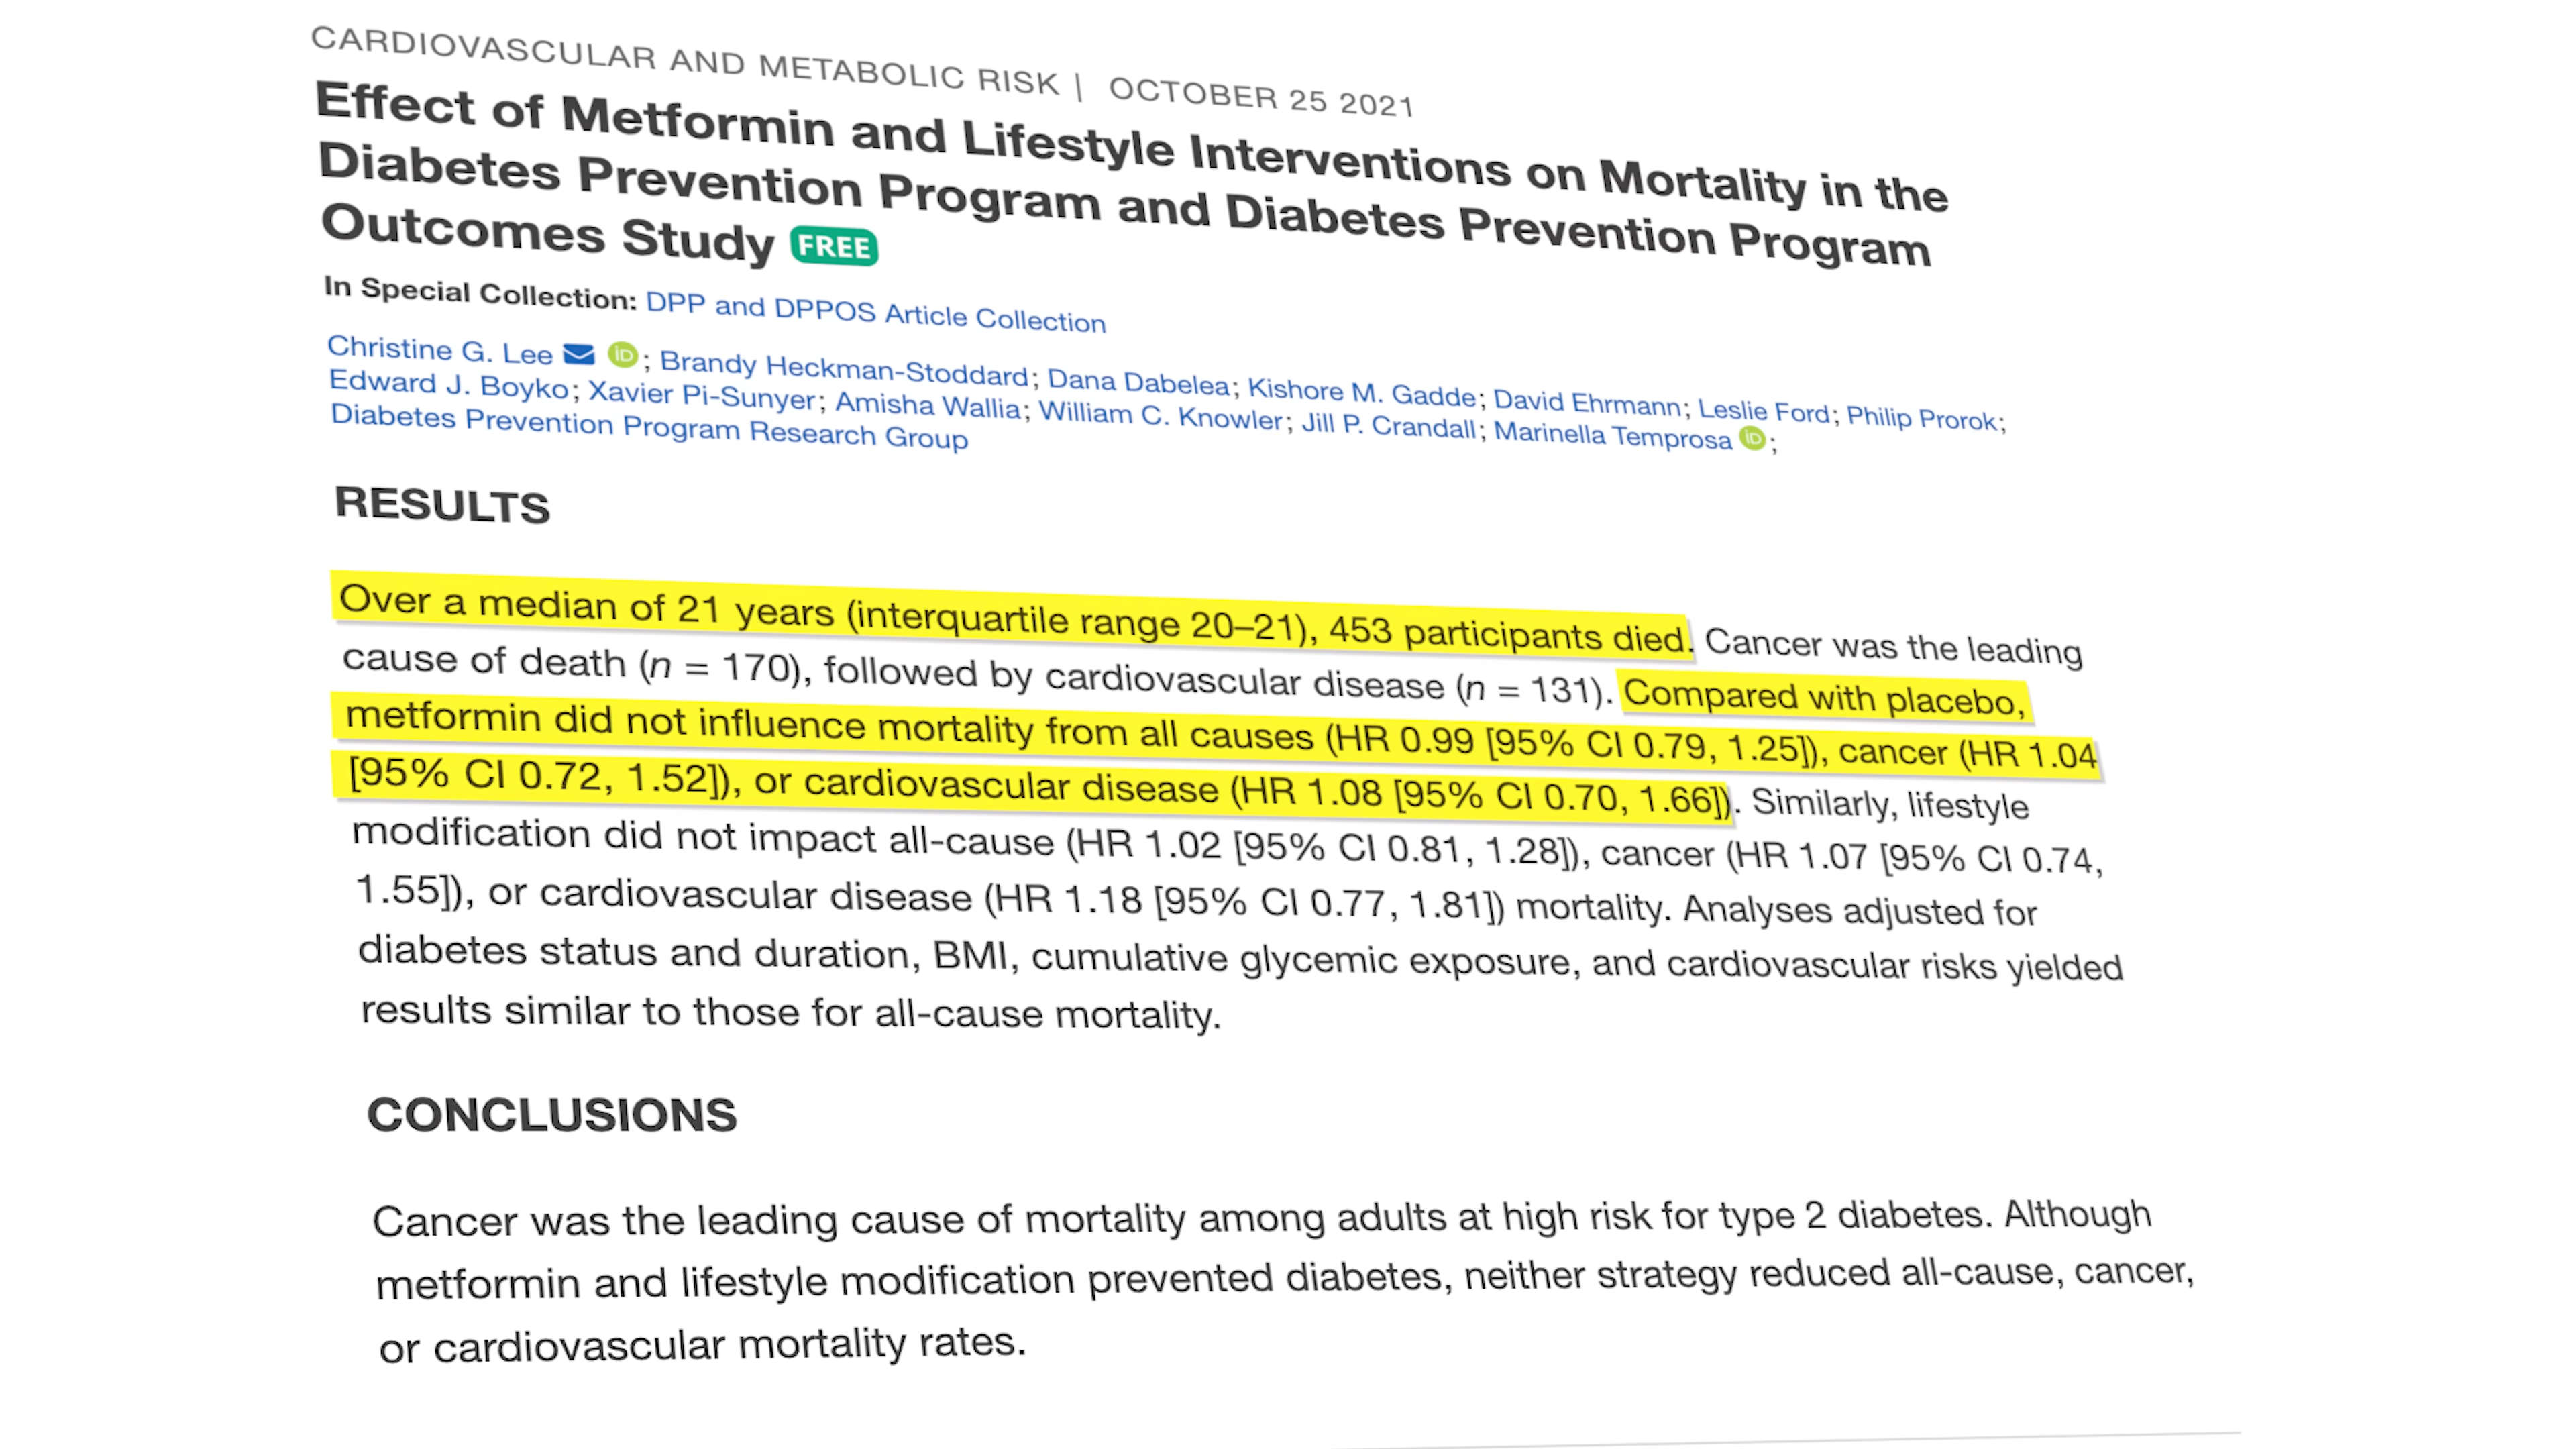 CARDIOVASCULAR AND METABOLIC RISK | OCTOBER 25 2021
Effect of Metformin and Lifestyle Interventions on Mortality in the
Diabetes Prevention Program and Diabetes Prevention Program
Outcomes Study FREE
In Special Collection: DPP and DPPOS Article Collection
Christine G. Lee iD; Brandy Heckman-Stoddard; Dana Dabelea; Kishore M. Gadde; David Ehrmann; Leslie Ford; Philip Prorok;
Edward J. Boyko; Xavier Pi-Sunyer; Amisha Wallia; William C. Knowler; Jill P. Crandall; Marinella Temprosa iD;
Diabetes Prevention Program Research Group
RESULTS
Over a median of 21 years (interquartile range 20–21), 453 participants died. Cancer was the leading
cause of death (n = 170), followed by cardiovascular disease (n = 131). Compared with placebo,
metformin did not influence mortality from all causes (HR 0.99 [95% CI 0.79, 1.25]), cancer (HR 1.04
[95% CI 0.72, 1.52]), or cardiovascular disease (HR 1.08 [95% CI 0.70, 1.66]). Similarly, lifestyle
modification did not impact all-cause (HR 1.02 [95% CI 0.81, 1.28]), cancer (HR 1.07 [95% CI 0.74,
1.55]), or cardiovascular disease (HR 1.18 [95% CI 0.77, 1.81]) mortality. Analyses adjusted for
diabetes status and duration, BMI, cumulative glycemic exposure, and cardiovascular risks yielded
results similar to those for all-cause mortality.
CONCLUSIONS
Cancer was the leading cause of mortality among adults at high risk for type 2 diabetes. Although
metformin and lifestyle modification prevented diabetes, neither strategy reduced all-cause, cancer,
or cardiovascular mortality rates.